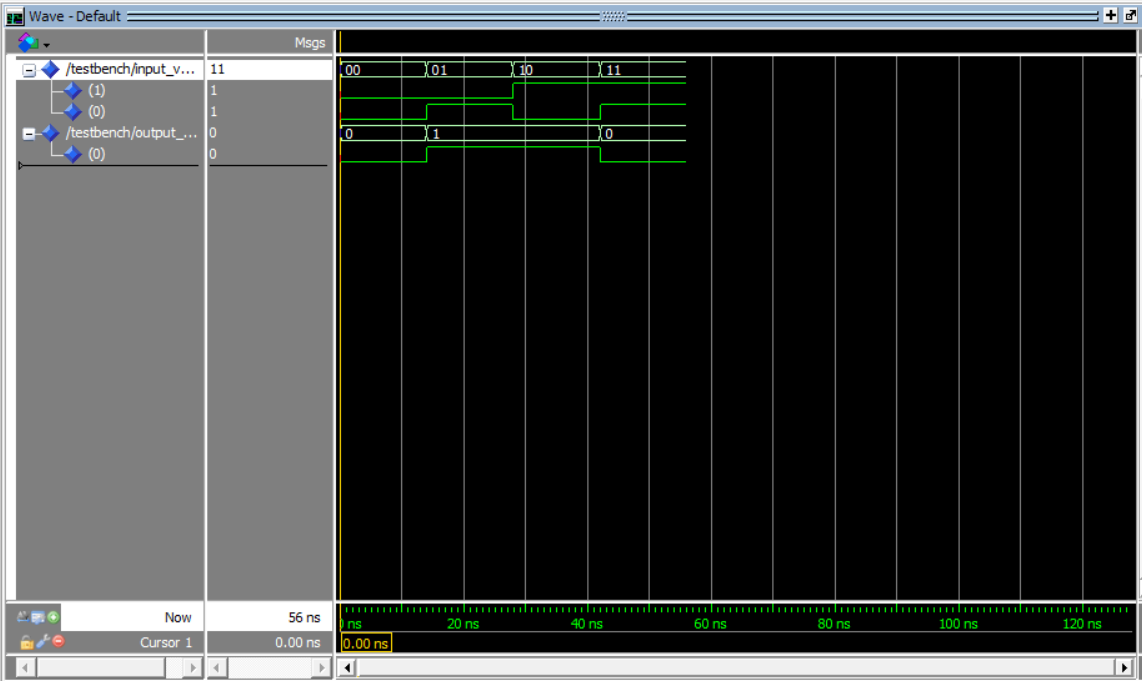 Wave - Default
Msgs
/testbench/input_v... 11 00 01 10 11
(1) 1
(0) 1
/testbench/output_... 0 0 1 0
(0) 0
Now 56 ns ns 20 ns 40 ns 60 ns 80 ns 100 ns 120 ns
Cursor 1 0.00 ns 0.00 ns